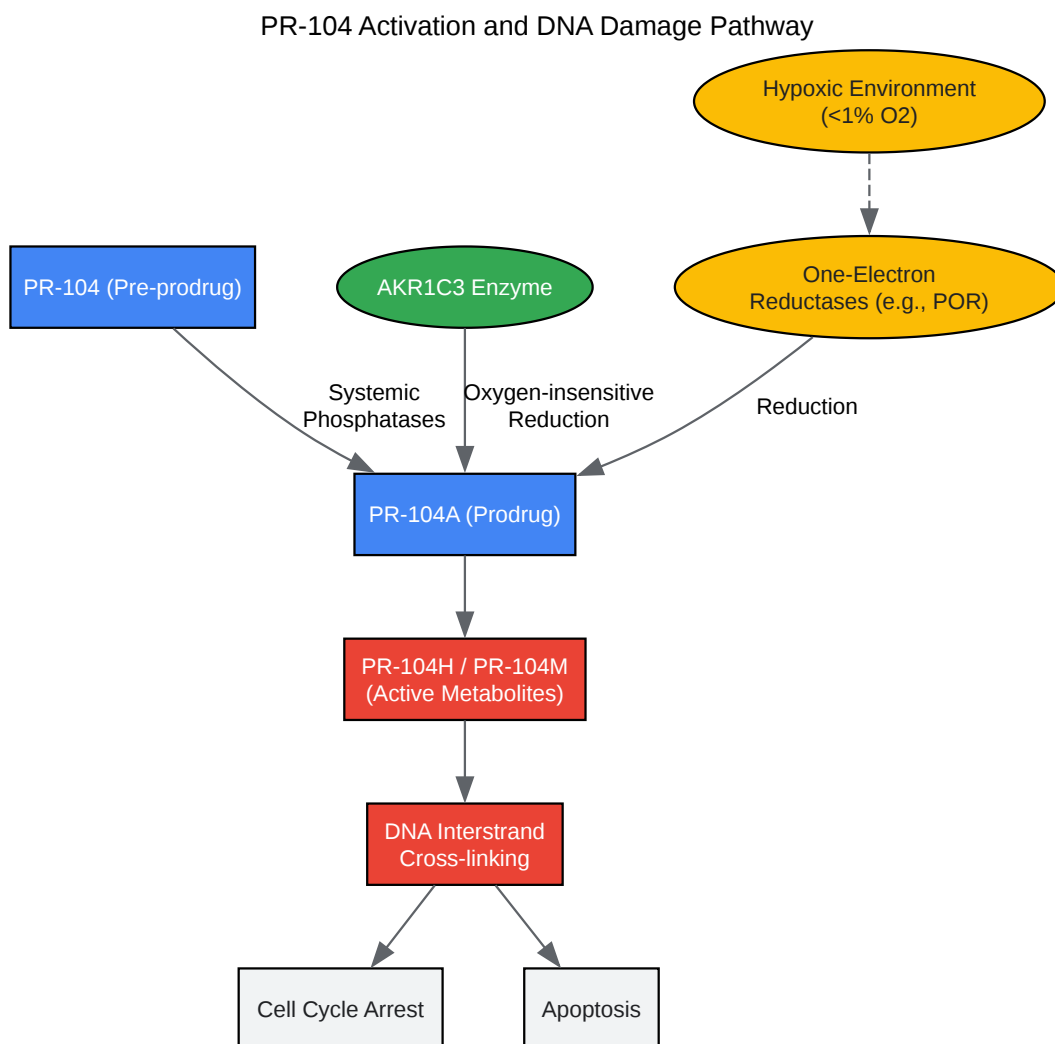 PR-104 Activation and DNA Damage Pathway
Hypoxic Environment
(<1% O2)
PR-104 (Pre-prodrug)
AKR1C3 Enzyme
One-Electron
Reductases (e.g., POR)
Systemic
Phosphatases
Oxygen-insensitive
Reduction
Reduction
PR-104A (Prodrug)
PR-104H / PR-104M
(Active Metabolites)
DNA Interstrand
Cross-linking
Cell Cycle Arrest
Apoptosis